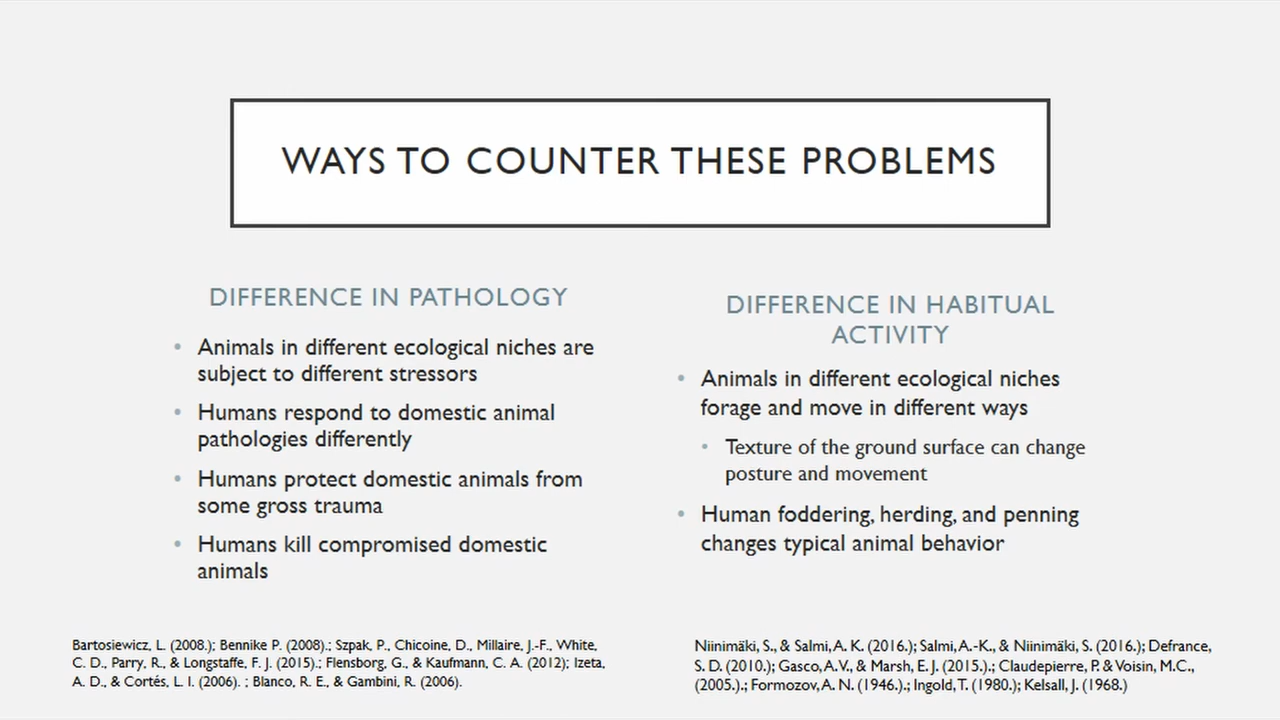 WAYS TO COUNTER THESE PROBLEMS
DIFFERENCE IN PATHOLOGY
• Animals in different ecological niches are
subject to different stressors
• Humans respond to domestic animal
pathologies differently
• Humans protect domestic animals from
some gross trauma
• Humans kill compromised domestic
animals
Bartosiewicz, L. (2008.); Bennike P. (2008).; Szpak, P., Chicoine, D., Millaire, J.-F., White,
C. D., Parry, R., & Longstaffe, F. J. (2015).; Flensborg, G., & Kaufmann, C. A. (2012); Izeta,
A. D., & Cortés, L. I. (2006). ; Blanco, R. E., & Gambini, R. (2006).
DIFFERENCE IN HABITUAL
ACTIVITY
• Animals in different ecological niches
forage and move in different ways
• Texture of the ground surface can change
posture and movement
• Human foddering, herding, and penning
changes typical animal behavior
Niinimäki, S., & Salmi, A. K. (2016.); Salmi, A.-K., & Niinimäki, S. (2016.); Defrance,
S. D. (2010.); Gasco, A.V., & Marsh, E. J. (2015.).; Claudepierre, P. & Voisin, M.C.,
(2005.).; Formozov, A. N. (1946.).; Ingold, T. (1980.); Kelsall, J. (1968.)